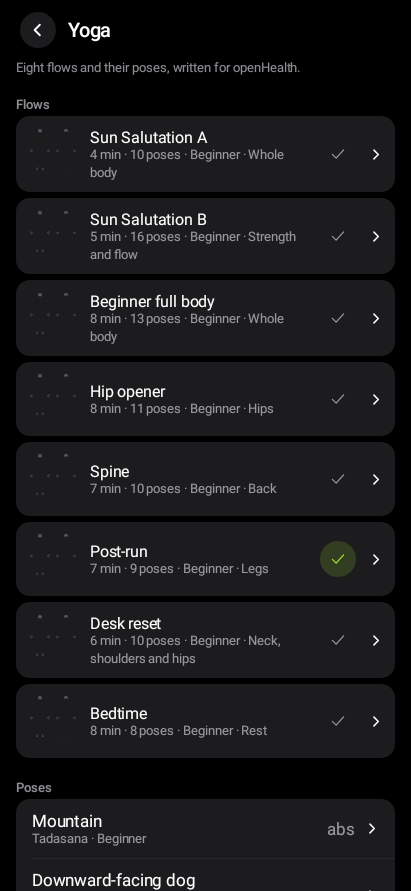 Yoga
Eight flows and their poses, written for openHealth.
Flows
Sun Salutation A
4 min · 10 poses · Beginner · Whole
body
Sun Salutation B
5 min · 16 poses · Beginner · Strength
and flow
Beginner full body
8 min · 13 poses · Beginner · Whole
body
Hip opener
8 min · 11 poses · Beginner · Hips
Spine
7 min · 10 poses · Beginner · Back
Post-run
7 min · 9 poses · Beginner · Legs
Desk reset
6 min · 10 poses · Beginner · Neck,
shoulders and hips
Bedtime
8 min · 8 poses · Beginner · Rest
Poses
Mountain
Tadasana · Beginner
abs
Downward-facing dog